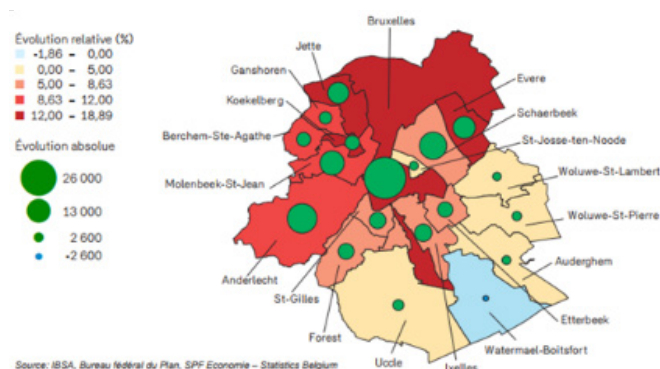 Évolution relative (%)
-1,86 – 0,00
0,00 – 5,00
5,00 – 8,63
8,63 – 12,00
12,00 – 18,89
Évolution absolue
26 000
13 000
2 600
-2 600
Bruxelles
Jette
Ganshoren
Koekelberg
Berchem-Ste-Agathe
Molenbeek-St-Jean
Anderlecht
St-Gilles
Forest
Uccle
Evere
Schaerbeek
St-Josse-ten-Noode
Woluwe-St-Lambert
Woluwe-St-Pierre
Auderghem
Etterbeek
Watermael-Boitsfort
Ixelles
Source: IBSA, Bureau fédéral du Plan, SPF Economie – Statistics Belgium